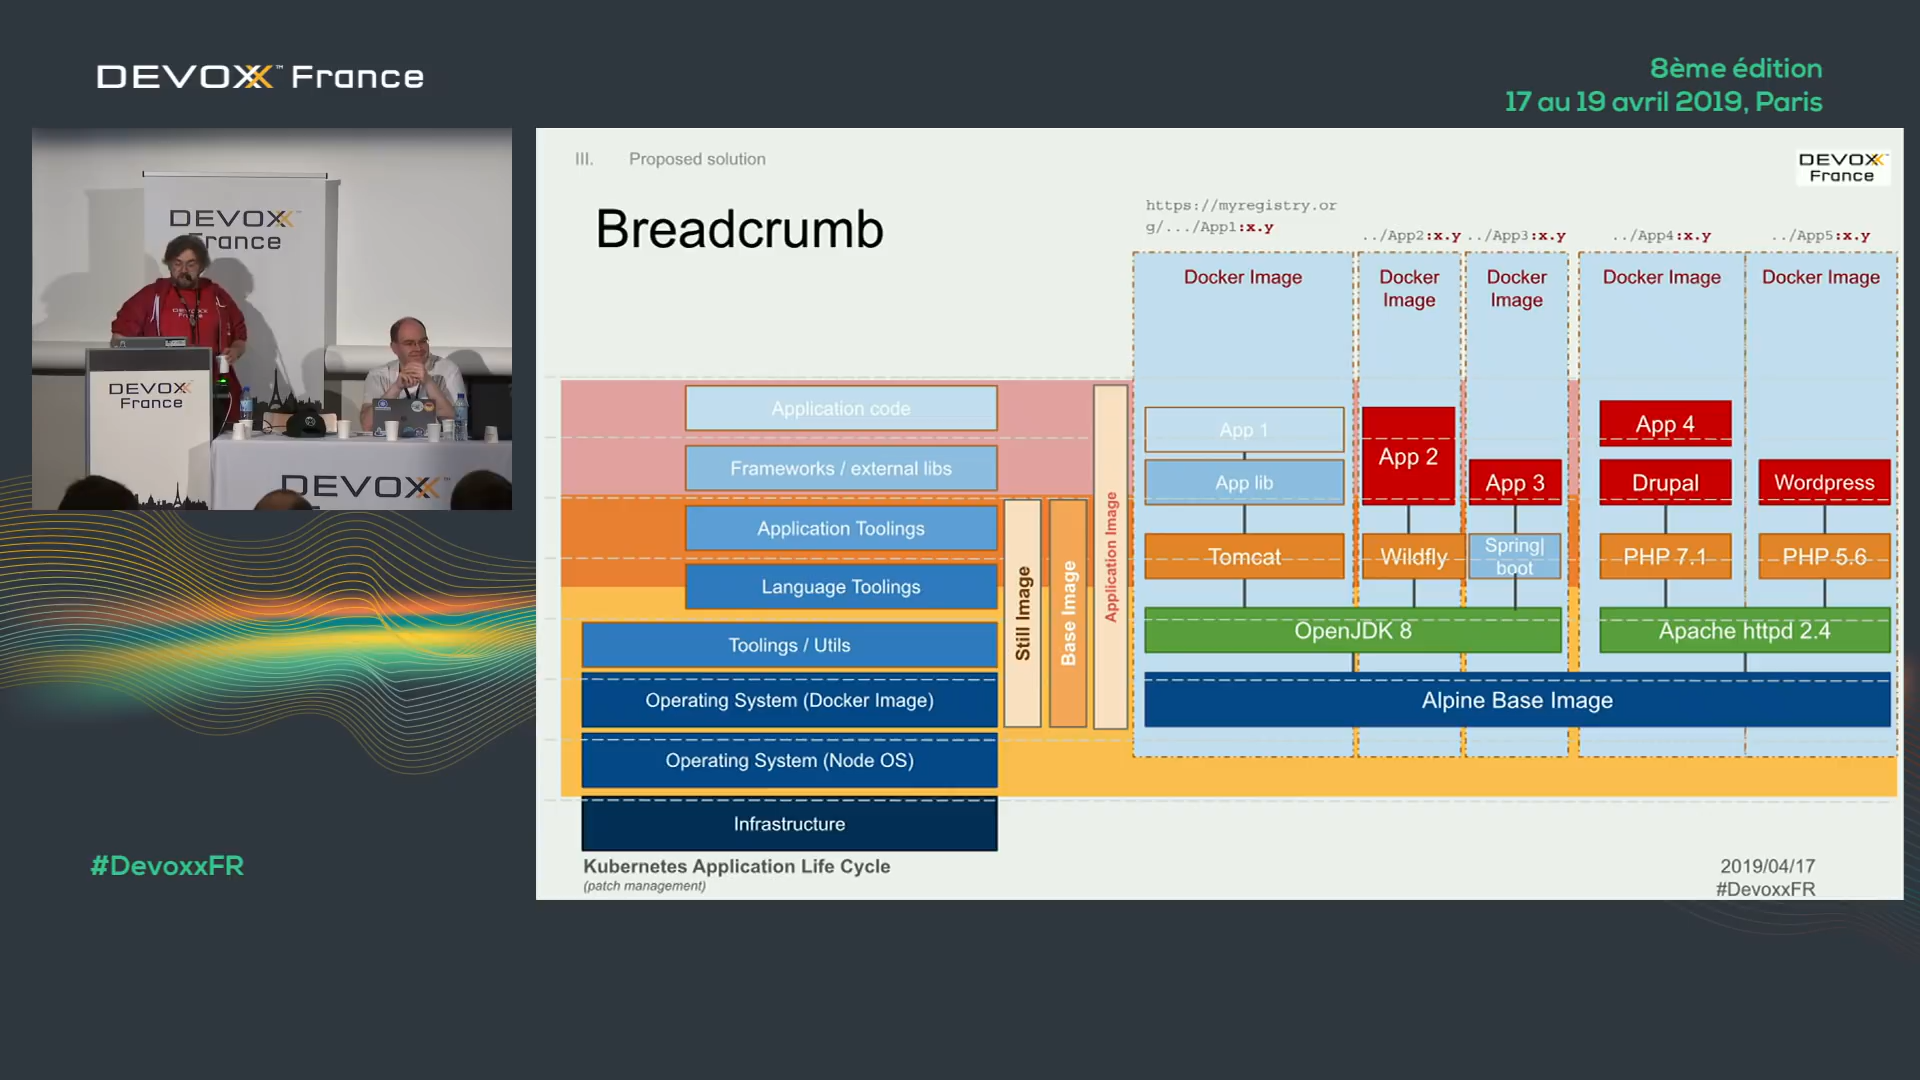 DEVOXX™ France
8ème édition
17 au 19 avril 2019, Paris
DEVOXX
France
DEVOXX
France
DEVOXX
#DevoxxFR
III. Proposed solution
DEVOXX™
France
Breadcrumb
https://myregistry.or
g/.../App1:x.y
../App2:x.y
../App3:x.y
../App4:x.y
../App5:x.y
Docker Image
Docker
Image
Docker
Image
Docker Image
Docker Image
Application code
Frameworks / external libs
Application Toolings
Language Toolings
Toolings / Utils
Operating System (Docker Image)
Operating System (Node OS)
Infrastructure
Still Image
Base Image
Application Image
App 1
App lib
Tomcat
App 2
Wildfly
App 3
Spring|
boot
OpenJDK 8
App 4
Drupal
PHP 7.1
Wordpress
PHP 5.6
Apache httpd 2.4
Alpine Base Image
Kubernetes Application Life Cycle
(patch management)
2019/04/17
#DevoxxFR